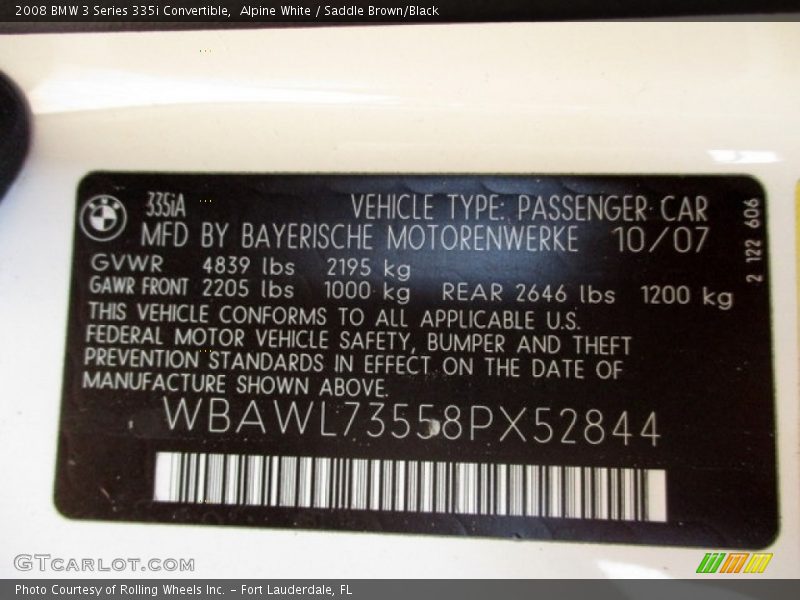 2008 BMW 3 Series 335i Convertible,  Alpine White / Saddle Brown/Black
BMW 335iA VEHICLE TYPE: PASSENGER CAR
MFD BY BAYERISCHE MOTORENWERKE 10/07
2 122 606
GVWR 4839 lbs 2195 kg
GAWR FRONT 2205 lbs 1000 kg REAR 2646 lbs 1200 kg
THIS VEHICLE CONFORMS TO ALL APPLICABLE U.S.
FEDERAL MOTOR VEHICLE SAFETY, BUMPER AND THEFT
PREVENTION STANDARDS IN EFFECT ON THE DATE OF
MANUFACTURE SHOWN ABOVE.
WBAWL73558PX52844
GTCARLOT.COM
Photo Courtesy of Rolling Wheels Inc. – Fort Lauderdale, FL